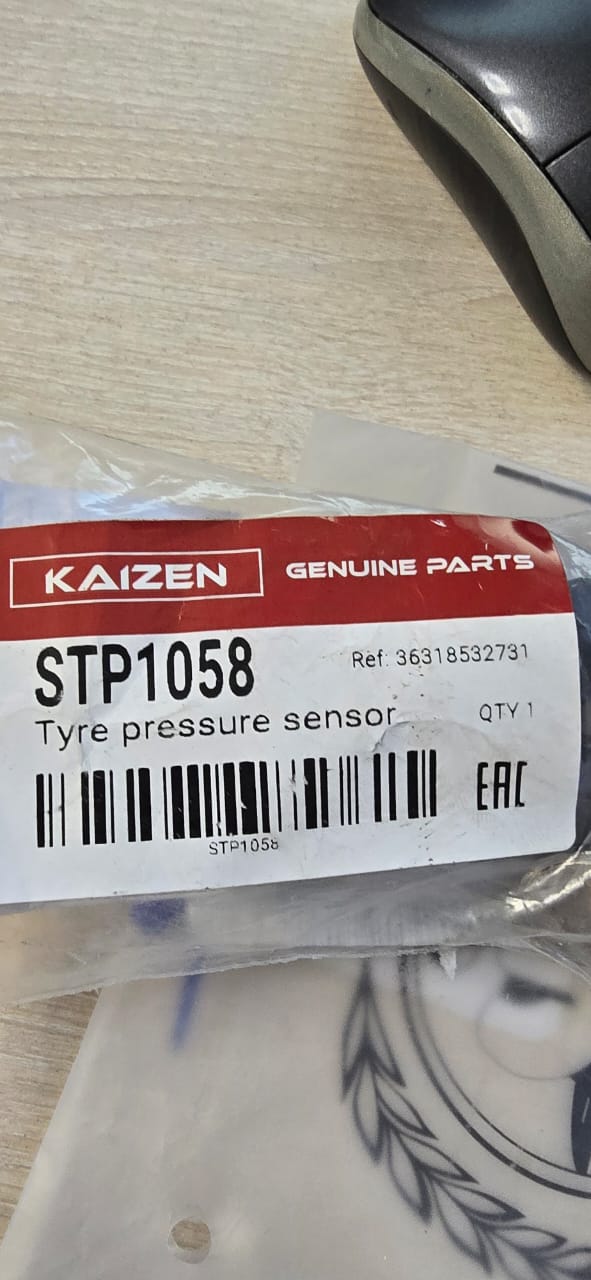 KAIZEN GENUINE PARTS
STP1058 Ref: 36318532731
Tyre pressure sensor QTY 1
EAC
STP1058